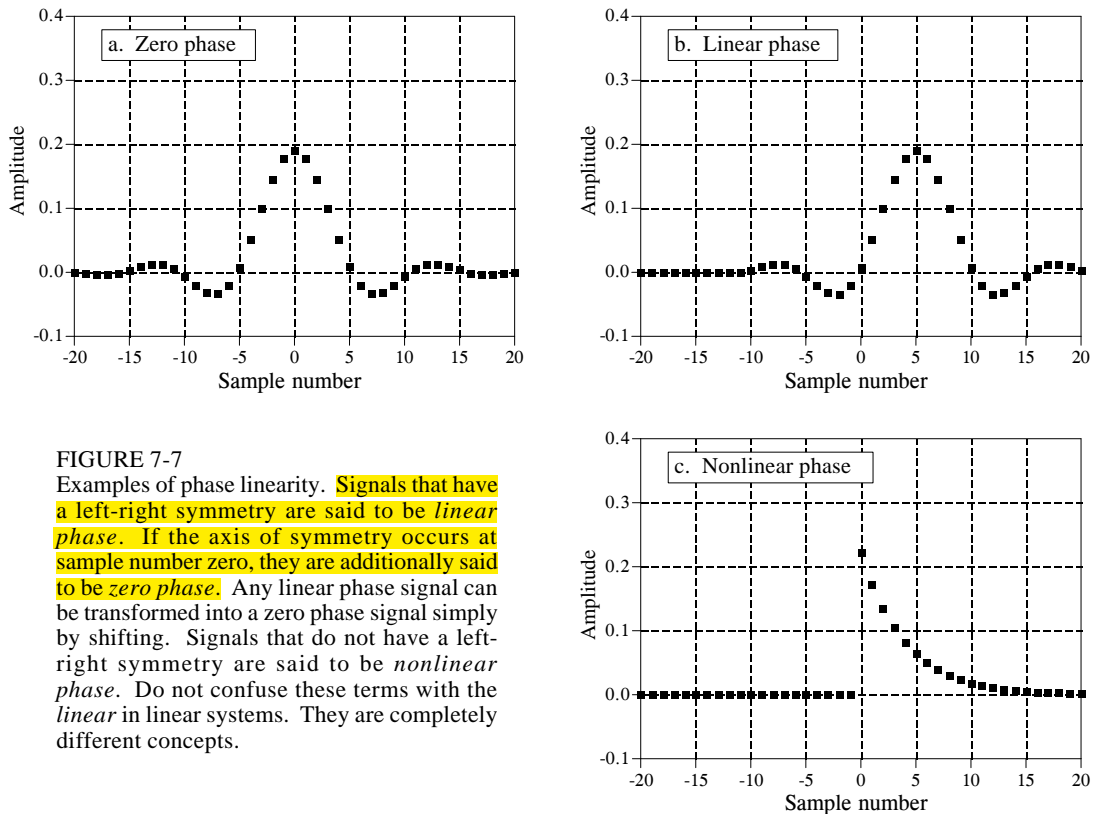 a. Zero phase
0.4
0.3
0.2
0.1
0.0
-0.1
Amplitude
-20 -15 -10 -5 0 5 10 15 20
Sample number
b. Linear phase
0.4
0.3
0.2
0.1
0.0
-0.1
Amplitude
-20 -15 -10 -5 0 5 10 15 20
Sample number
FIGURE 7-7
Examples of phase linearity. Signals that have
a left-right symmetry are said to be linear
phase. If the axis of symmetry occurs at
sample number zero, they are additionally said
to be zero phase. Any linear phase signal can
be transformed into a zero phase signal simply
by shifting. Signals that do not have a left-
right symmetry are said to be nonlinear
phase. Do not confuse these terms with the
linear in linear systems. They are completely
different concepts.
c. Nonlinear phase
0.4
0.3
0.2
0.1
0.0
-0.1
Amplitude
-20 -15 -10 -5 0 5 10 15 20
Sample number